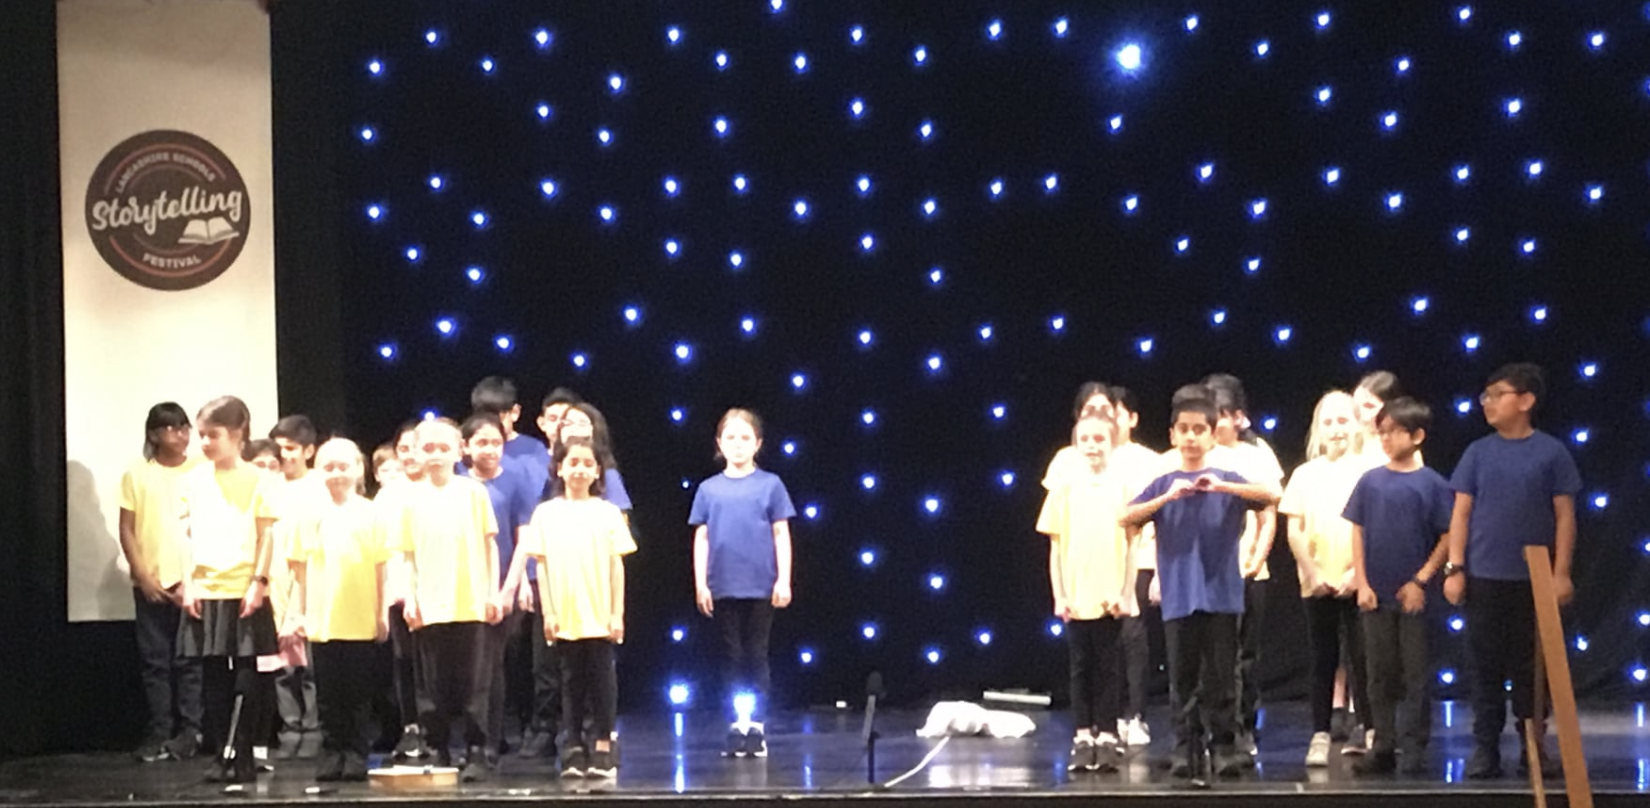 LANCASHIRE SCHOOLS
Storytelling
FESTIVAL